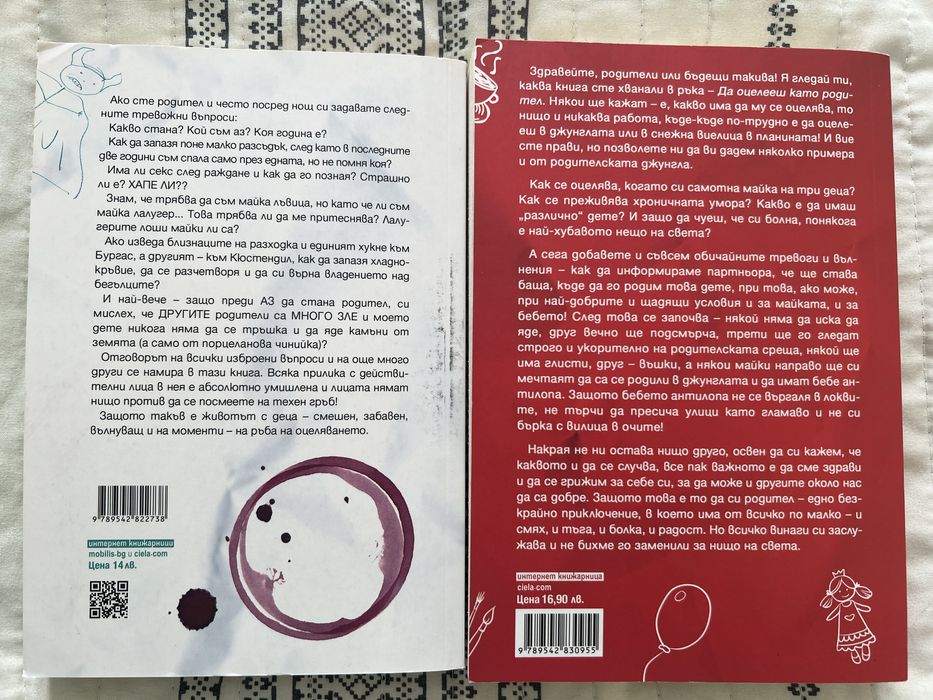 Ако сте родител и често посред нощ си задавате след-
ните тревожни въпроси:
Какво стана? Кой съм аз? Коя година е?
Как да запазя поне малко разсъдък, след като в последните
две години съм спала само през едната, но не помня коя?
Има ли секс след раждане и как да го позная? Страшно
ли е? ХАПЕ ЛИ??
Знам, че трябва да съм майка лъвица, но като че ли съм
майка лалугер... Това трябва ли да ме притеснява? Лалу-
герите лоши майки ли са?
Ако изведа близнаците на разходка и единият хукне към
Бургас, а другият – към Кюстендил, как да запазя хладно-
кръвие, да се разчетворя и да си върна владението над
бегълците?
И най-вече – защо преди АЗ да стана родител, си
мислех, че ДРУГИТЕ родители са МНОГО ЗЛЕ и моето
дете никога няма да се тръшка и да яде камъни от
земята (а само от порцеланова чинийка)?
Отговорът на всички изброени въпроси и на още много
други се намира в тази книга. Всяка прилика с действи-
телни лица в нея е абсолютно умишлена и лицата нямат
нищо против да се посмеете на техен гръб!
Защото такъв е животът с деца – смешен, забавен,
вълнуващ и на моменти – на ръба на оцеляването.
9 789542 822738
интернет книжарници
mobilis.bg и ciela.com
Цена 14 лв.
Здравейте, родители или бъдещи такива! Я гледай ти,
каква книга сте хванали в ръка – Да оцелееш като роди-
тел. Някои ще кажат – е, какво има да му се оцелява, то
нищо и никаква работа, къде-къде по-трудно е да оцеле-
еш в джунглата или в снежна виелица в планината! И вие
сте прави, но позволете ни да ви дадем няколко примера
и от родителската джунгла.
Как се оцелява, когато си самотна майка на три деца?
Как се преживява хроничната умора? Какво е да имаш
„различно“ дете? И защо да чуеш, че си болна, понякога
е най-хубавото нещо на света?
А сега добавете и съвсем обичайните тревоги и въл-
нения – как да информираме партньора, че ще става
баща, къде да го родим това дете, при това, ако може,
при най-добрите и щадящи условия и за майката, и за
бебето! След това се започва – някой няма да иска да
яде, друг вечно ще подсмърча, трети ще го гледат
строго и укорително на родителската среща, някой ще
има глисти, друг – въшки, а някои майки направо ще си
мечтаят да са се родили в джунглата и да имат бебе ан-
тилопа. Защото бебето антилопа не се въргаля в локви-
те, не търчи да пресича улици като гламаво и не си
бърка с вилица в очите!
Накрая не ни остава нищо друго, освен да си кажем, че
каквото и да се случва, все пак важното е да сме здрави
и да се грижим за себе си, за да може и другите около нас
да са добре. Защото това е то да си родител – едно без-
крайно приключение, в което има от всичко по малко – и
смях, и тъга, и болка, и радост. Но всичко винаги си заслу-
жава и не бихме го заменили за нищо на света.
интернет книжарница
ciela.com
Цена 16,90 лв.
9 789542 830955